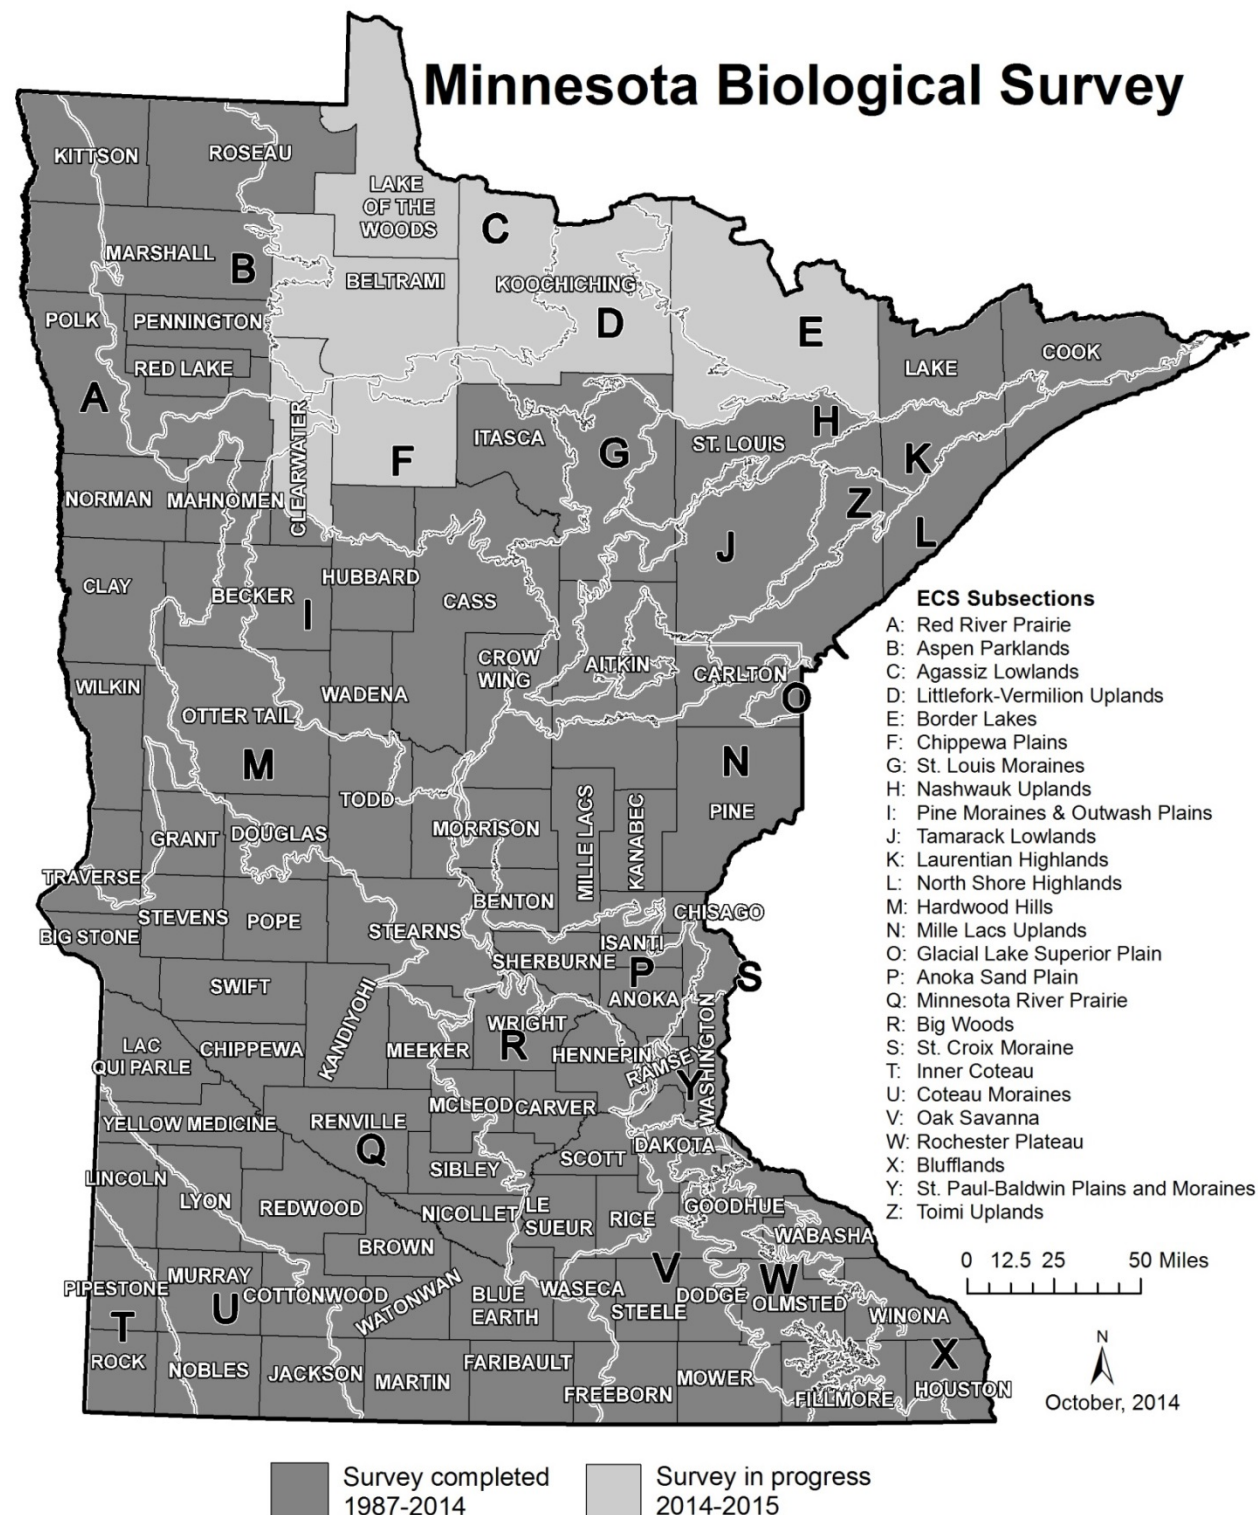 Minnesota Biological Survey
KITTSON
ROSEAU
LAKE
OF THE
WOODS
C
MARSHALL
B
BELTRAMI
KOOCHICHING
POLK
PENNINGTON
D
E
RED LAKE
LAKE
COOK
A
CLEARWATER
ITASCA
F
G
ST. LOUIS
H
K
NORMAN
MAHNOMEN
Z
L
J
CLAY
BECKER
I
HUBBARD
CASS
CROW
WING
AITKIN
CARLTON
O
WILKIN
OTTER TAIL
WADENA
M
N
TODD
PINE
GRANT
DOUGLAS
MORRISON
MILLE LACS
KANABEC
TRAVERSE
BENTON
STEVENS
POPE
STEARNS
CHISAGO
BIG STONE
ISANTI
SHERBURNE
P
S
SWIFT
ANOKA
KANDIYOHI
WRIGHT
R
WASHINGTON
LAC
QUI PARLE
CHIPPEWA
MEEKER
HENNEPIN
RAMSEY
Y
MCLEOD
CARVER
YELLOW MEDICINE
RENVILLE
Q
DAKOTA
SCOTT
SIBLEY
LINCOLN
LYON
REDWOOD
NICOLLET
LE
SUEUR
RICE
GOODHUE
WABASHA
BROWN
PIPESTONE
MURRAY
COTTONWOOD
WATONWAN
BLUE
EARTH
WASECA
V
STEELE
DODGE
W
OLMSTED
WINONA
T
U
ROCK
NOBLES
JACKSON
MARTIN
FARIBAULT
FREEBORN
MOWER
FILLMORE
X
HOUSTON
ECS Subsections
A: Red River Prairie
B: Aspen Parklands
C: Agassiz Lowlands
D: Littlefork-Vermilion Uplands
E: Border Lakes
F: Chippewa Plains
G: St. Louis Moraines
H: Nashwauk Uplands
I: Pine Moraines & Outwash Plains
J: Tamarack Lowlands
K: Laurentian Highlands
L: North Shore Highlands
M: Hardwood Hills
N: Mille Lacs Uplands
O: Glacial Lake Superior Plain
P: Anoka Sand Plain
Q: Minnesota River Prairie
R: Big Woods
S: St. Croix Moraine
T: Inner Coteau
U: Coteau Moraines
V: Oak Savanna
W: Rochester Plateau
X: Blufflands
Y: St. Paul-Baldwin Plains and Moraines
Z: Toimi Uplands
0 12.5 25 50 Miles
N
October, 2014
Survey completed
1987-2014
Survey in progress
2014-2015